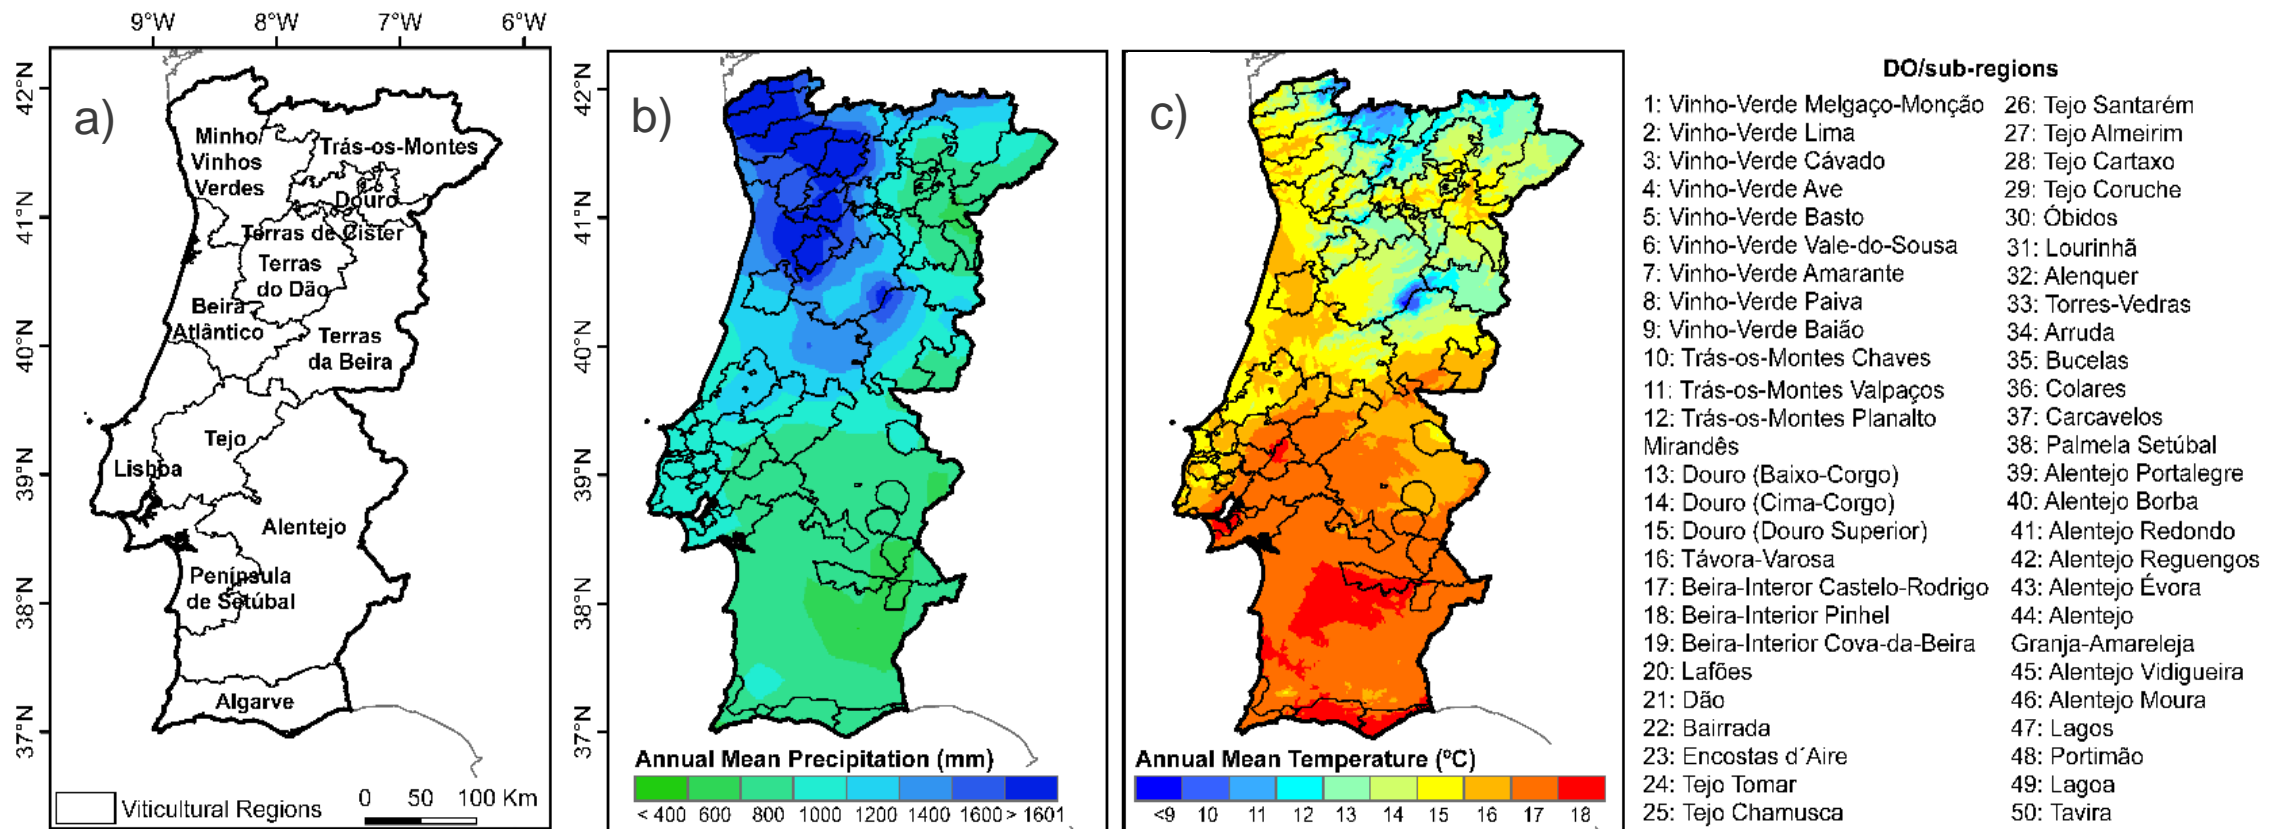 9°W 8°W 7°W 6°W
42°N
41°N
40°N
39°N
38°N
37°N
a)
Minho/
Vinhos
Verdes
Trás-os-Montes
Douro
Terras de Cister
Terras
do Dão
Beira
Atlântico
Terras
da Beira
Tejo
Lisboa
Alentejo
Península
de Setúbal
Algarve
Viticultural Regions
0 50 100 Km
42°N
41°N
40°N
39°N
38°N
37°N
b)
Annual Mean Precipitation (mm)
< 400 600 800 1000 1200 1400 1600 > 1601
c)
Annual Mean Temperature (ºC)
<9 10 11 12 13 14 15 16 17 18
DO/sub-regions
1: Vinho-Verde Melgaço-Monção
2: Vinho-Verde Lima
3: Vinho-Verde Cávado
4: Vinho-Verde Ave
5: Vinho-Verde Basto
6: Vinho-Verde Vale-do-Sousa
7: Vinho-Verde Amarante
8: Vinho-Verde Paiva
9: Vinho-Verde Baião
10: Trás-os-Montes Chaves
11: Trás-os-Montes Valpaços
12: Trás-os-Montes Planalto
Mirandês
13: Douro (Baixo-Corgo)
14: Douro (Cima-Corgo)
15: Douro (Douro Superior)
16: Távora-Varosa
17: Beira-Interor Castelo-Rodrigo
18: Beira-Interior Pinhel
19: Beira-Interior Cova-da-Beira
20: Lafões
21: Dão
22: Bairrada
23: Encostas d´Aire
24: Tejo Tomar
25: Tejo Chamusca
26: Tejo Santarém
27: Tejo Almeirim
28: Tejo Cartaxo
29: Tejo Coruche
30: Óbidos
31: Lourinhã
32: Alenquer
33: Torres-Vedras
34: Arruda
35: Bucelas
36: Colares
37: Carcavelos
38: Palmela Setúbal
39: Alentejo Portalegre
40: Alentejo Borba
41: Alentejo Redondo
42: Alentejo Reguengos
43: Alentejo Évora
44: Alentejo
Granja-Amareleja
45: Alentejo Vidigueira
46: Alentejo Moura
47: Lagos
48: Portimão
49: Lagoa
50: Tavira